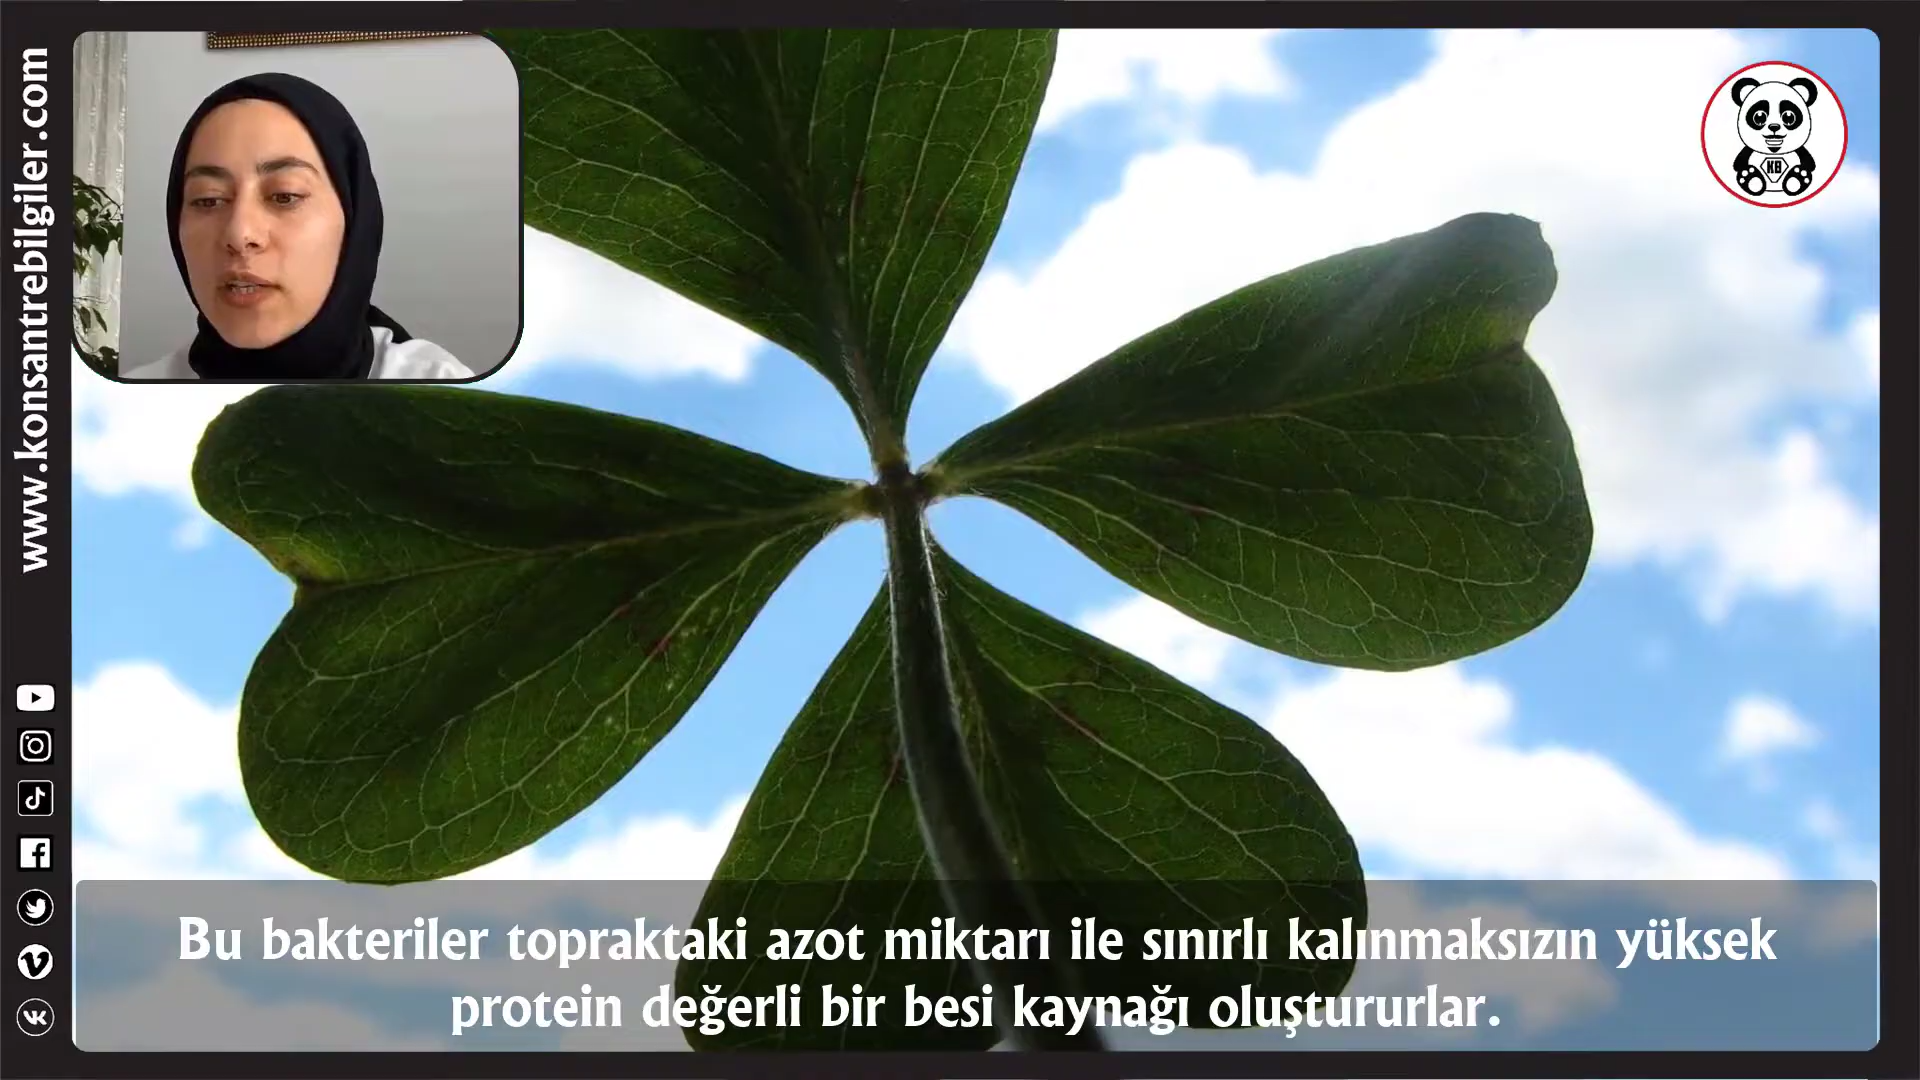 www.konsantrebilgiler.com
KB
Bu bakteriler topraktaki azot miktarı ile sınırlı kalınmaksızın yüksek
protein değerli bir besi kaynağı oluştururlar.